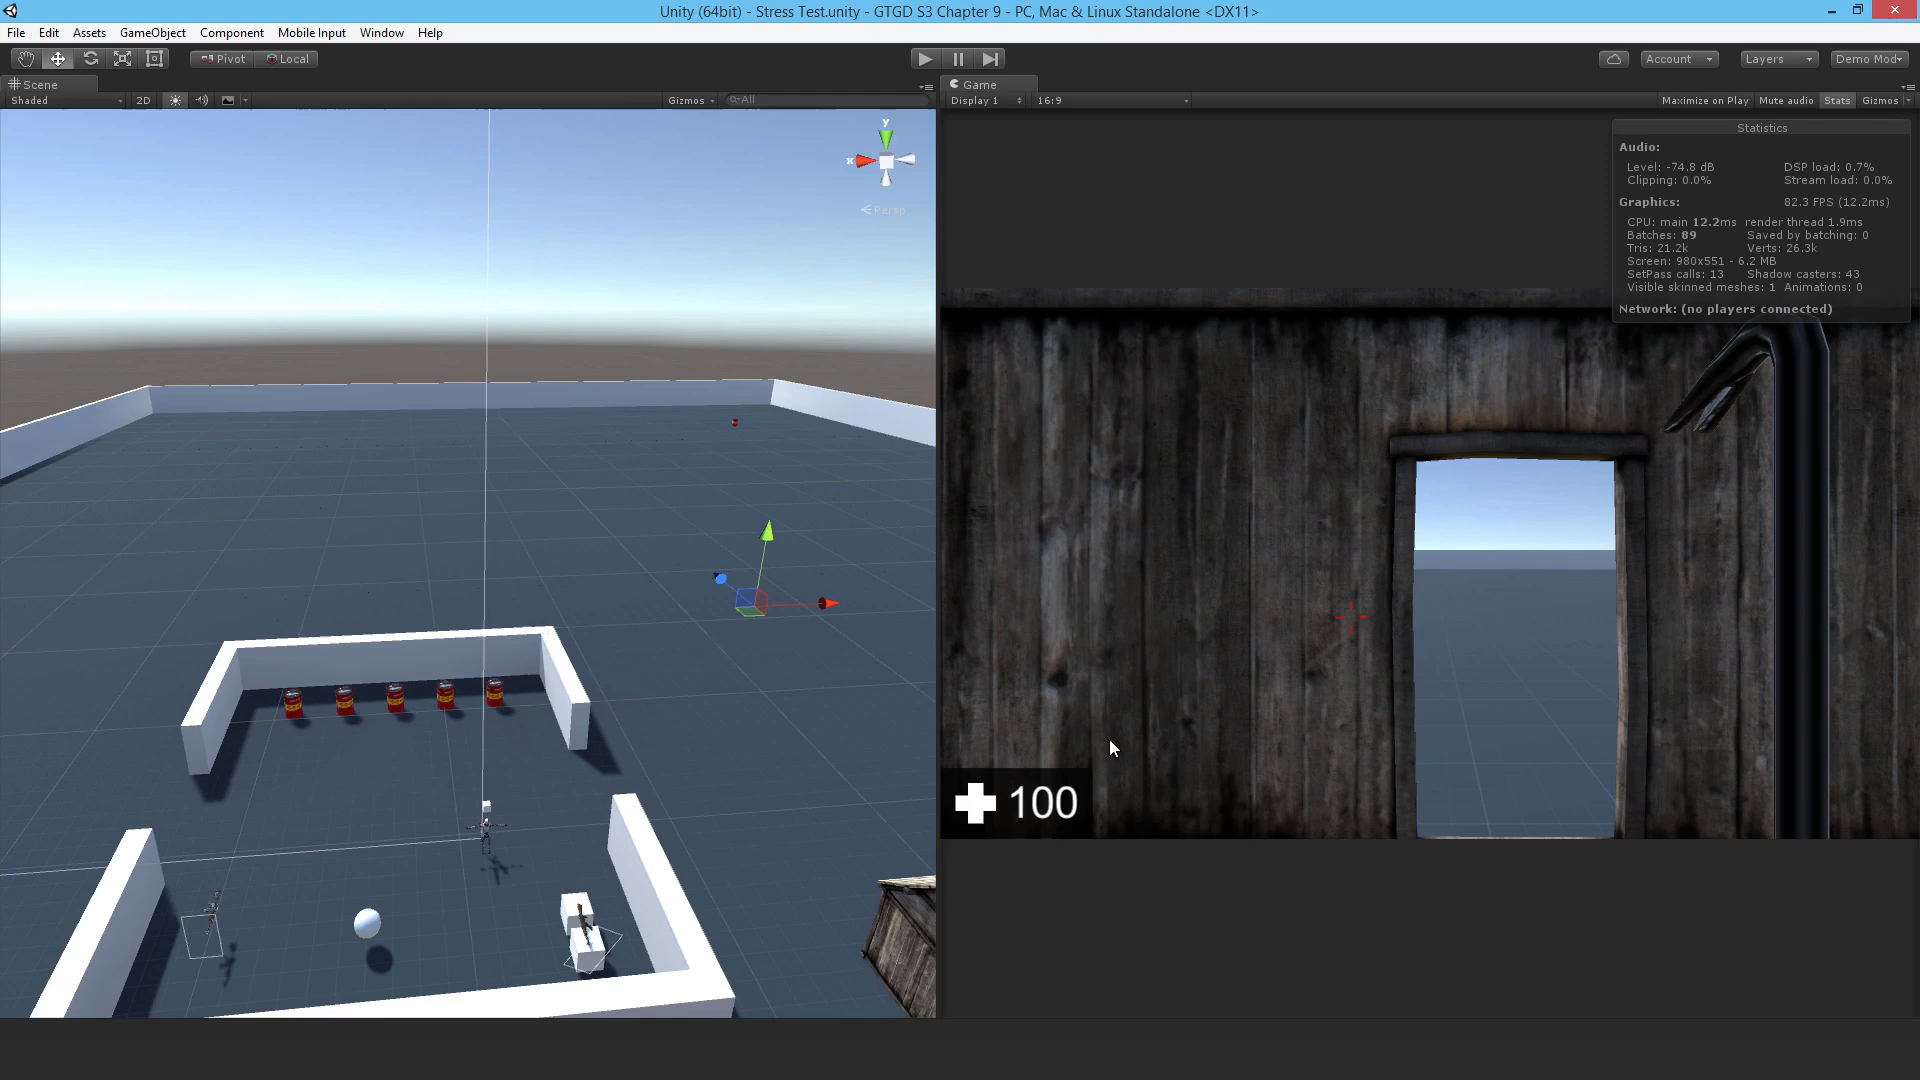 Unity (64bit) - Stress Test.unity - GTGD S3 Chapter 9 - PC, Mac & Linux Standalone <DX11>
File Edit Assets GameObject Component Mobile Input Window Help
Pivot Local Account Layers Demo Mod
Scene Game
Shaded 2D Gizmos All Display 1 16:9 Maximize on Play Mute audio Stats Gizmos
y
x
Persp
Statistics
Audio:
Level: -74.8 dB DSP load: 0.7%
Clipping: 0.0% Stream load: 0.0%
Graphics: 82.3 FPS (12.2ms)
CPU: main 12.2ms render thread 1.9ms
Batches: 89 Saved by batching: 0
Tris: 21.2k Verts: 26.3k
Screen: 980x551 - 6.2 MB
SetPass calls: 13 Shadow casters: 43
Visible skinned meshes: 1 Animations: 0
Network: (no players connected)
100